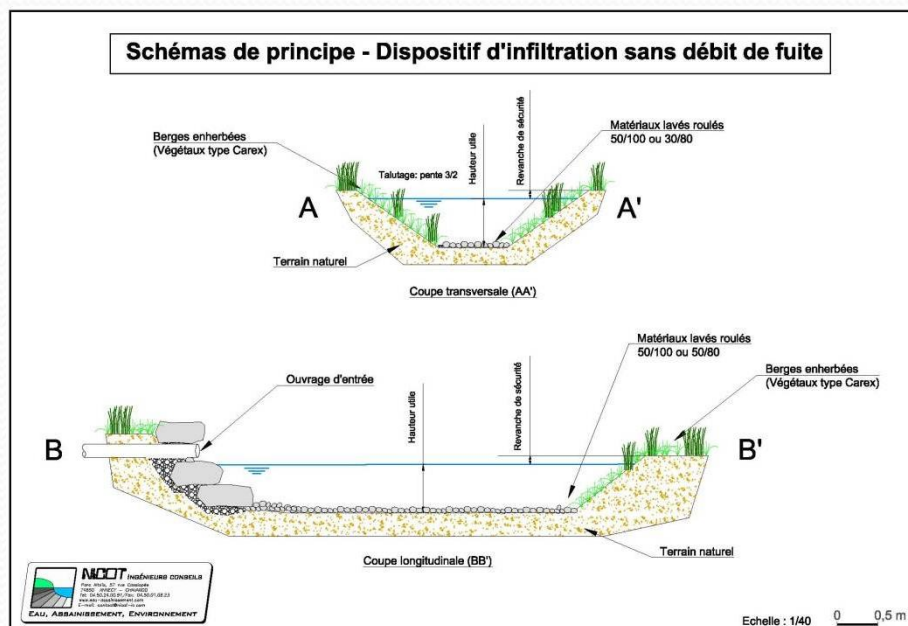 Schémas de principe - Dispositif d'infiltration sans débit de fuite
Berges enherbées
(Végétaux type Carex)
Talutage: pente 3/2
Hauteur utile
Revanche de sécurité
Matériaux lavés roulés
50/100 ou 30/80
A
A'
Terrain naturel
Coupe transversale (AA')
Matériaux lavés roulés
50/100 ou 50/80
Berges enherbées
(Végétaux type Carex)
Ouvrage d'entrée
Hauteur utile
Revanche de sécurité
B
B'
Terrain naturel
Coupe longitudinale (BB')
NICOT INGÉNIEURS CONSEILS
EAU, ASSAINISSEMENT, ENVIRONNEMENT
Echelle : 1/40
0 0,5 m